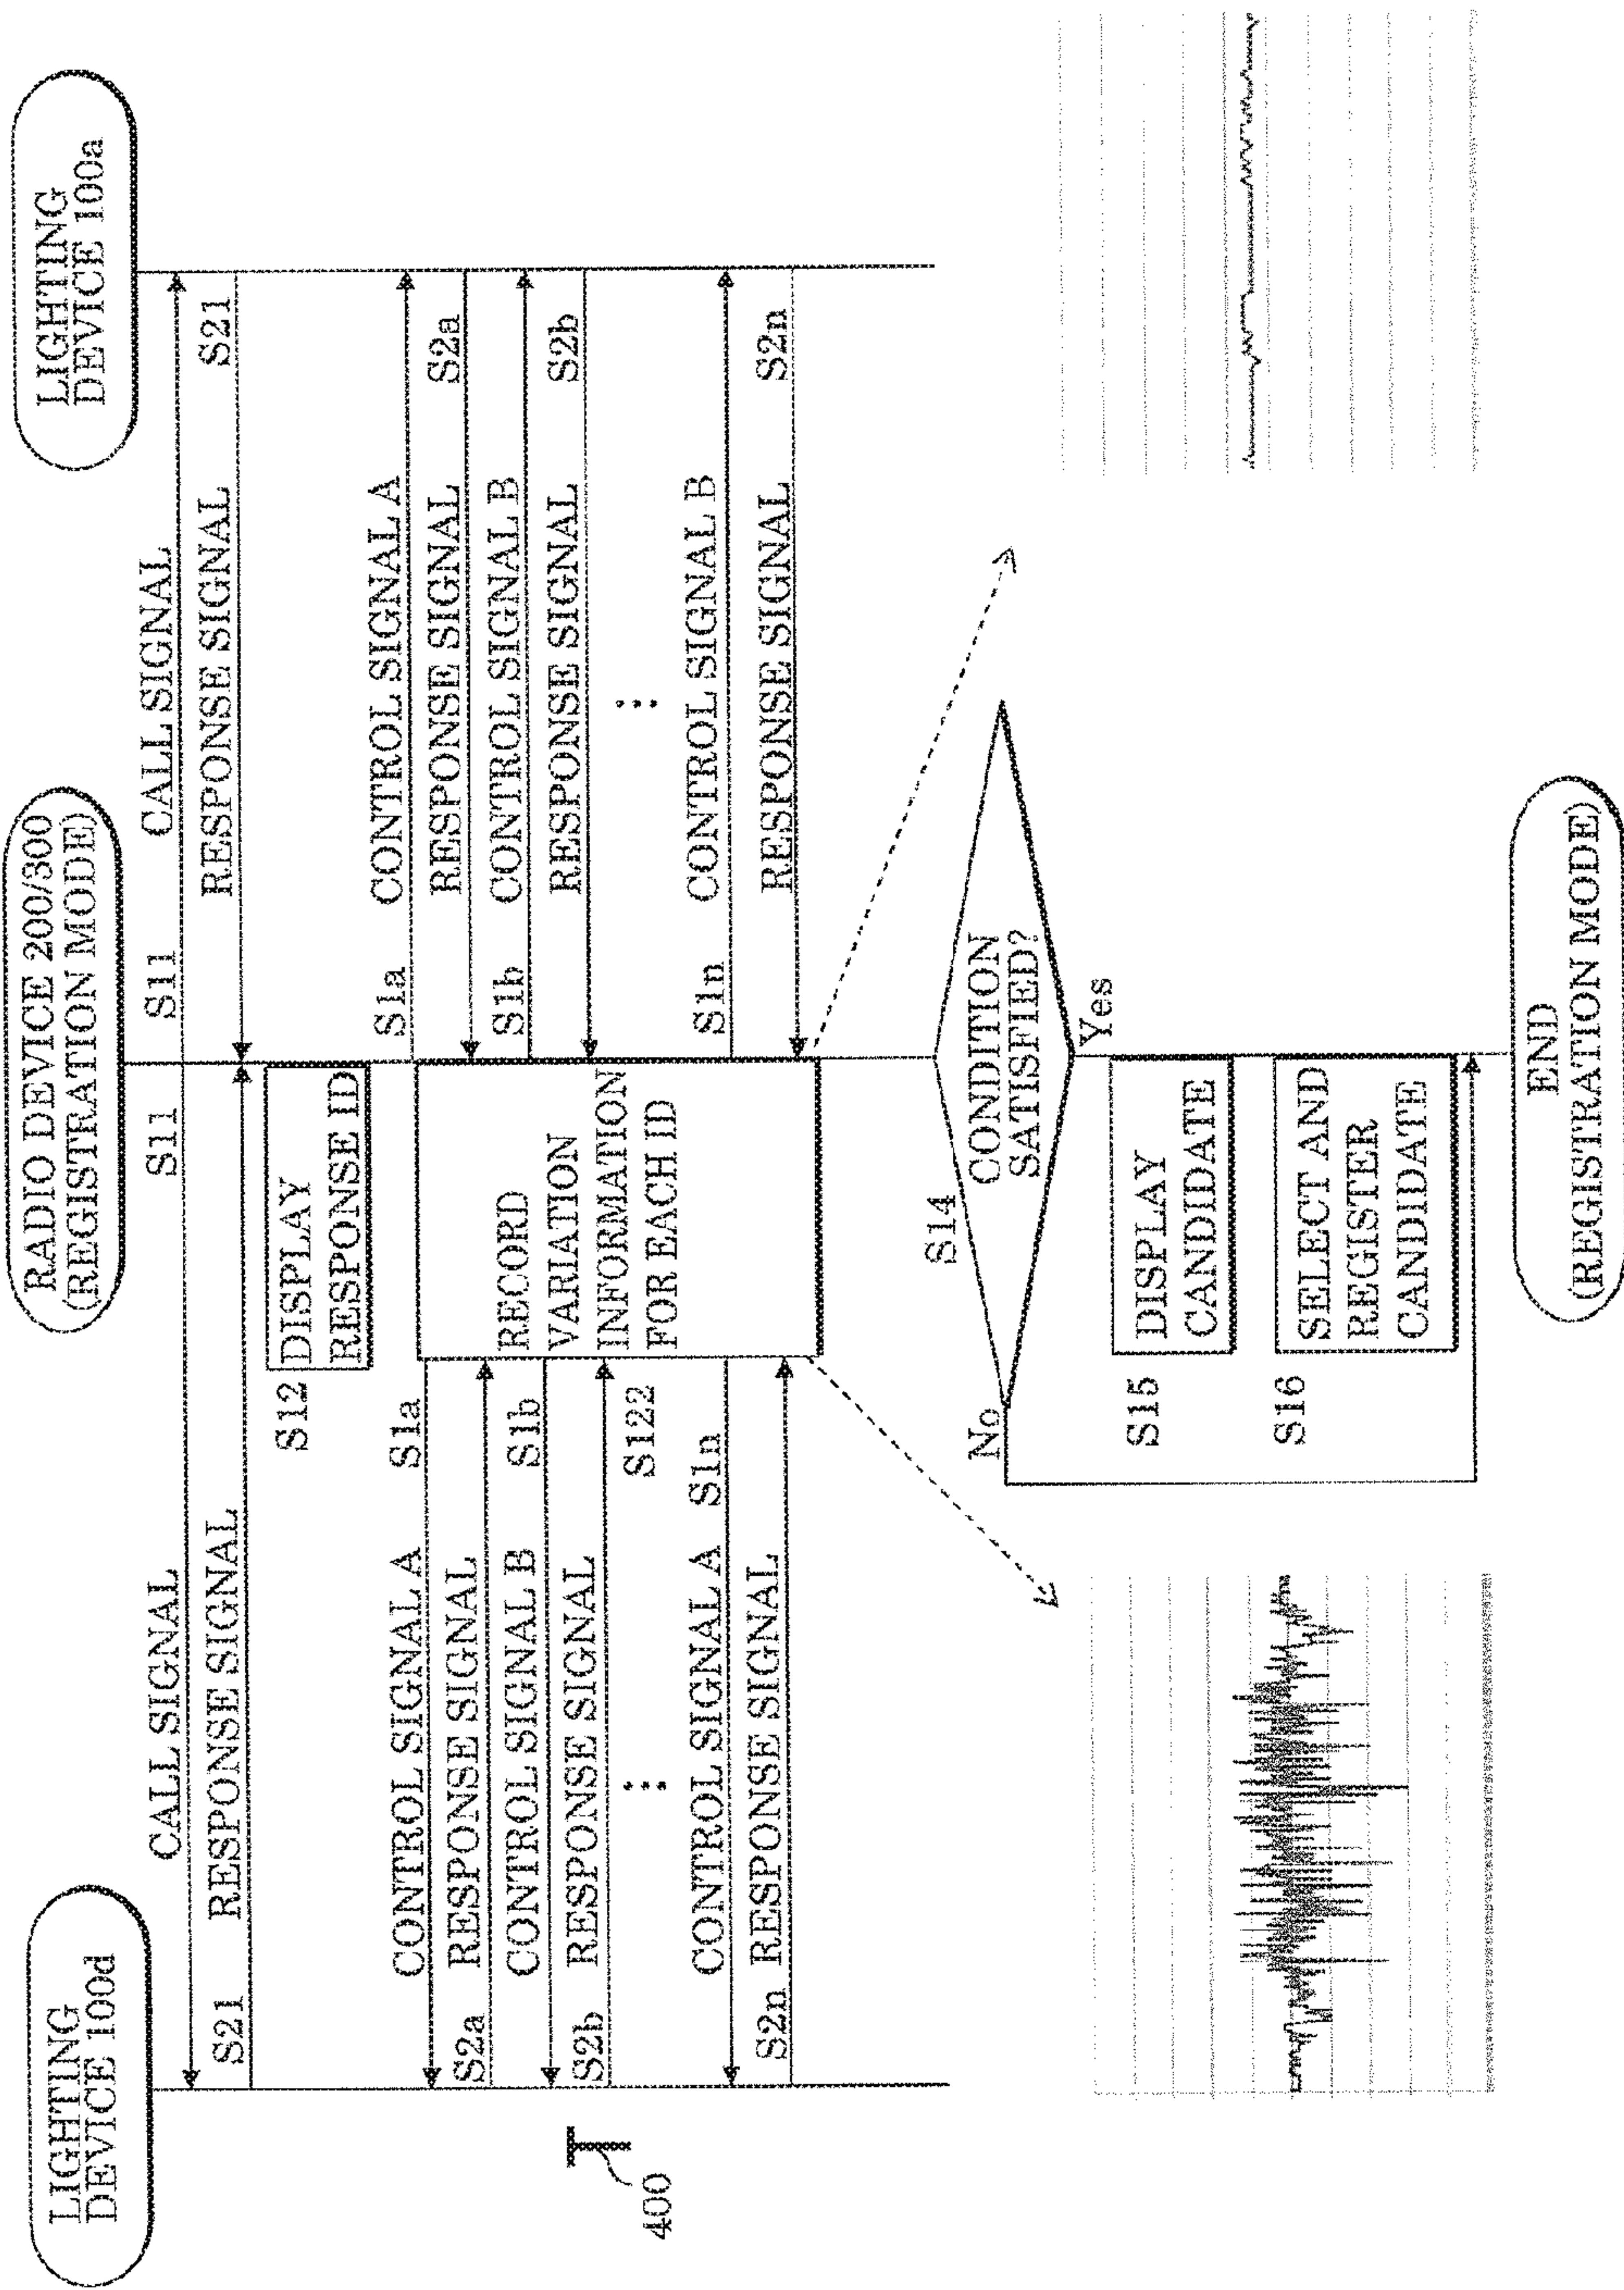 LIGHTING
DEVICE 100d
RADIO DEVICE 200/300
(REGISTRATION MODE)
LIGHTING
DEVICE 100a
CALL SIGNAL
S11
S11
CALL SIGNAL
S21
RESPONSE SIGNAL
RESPONSE SIGNAL
S21
S12
DISPLAY
RESPONSE ID
CONTROL SIGNAL A
S1a
S1a
CONTROL SIGNAL A
S2a
RESPONSE SIGNAL
RESPONSE SIGNAL
S2a
CONTROL SIGNAL B
S1b
S1b
CONTROL SIGNAL B
S2b
RESPONSE SIGNAL
RESPONSE SIGNAL
S2b
RECORD
VARIATION
INFORMATION
FOR EACH ID
S122
400
CONTROL SIGNAL A
S1n
S1n
CONTROL SIGNAL B
S2n
RESPONSE SIGNAL
RESPONSE SIGNAL
S2n
S14
CONDITION
SATISFIED?
No
Yes
S15
DISPLAY
CANDIDATE
S16
SELECT AND
REGISTER
CANDIDATE
END
(REGISTRATION MODE)